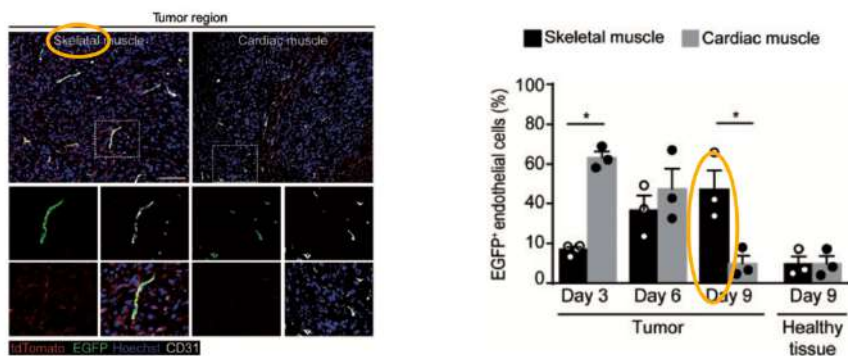 Tumor region
Skeletal muscle
Cardiac muscle
tdTomato EGFP Hoechst CD31
Skeletal muscle
Cardiac muscle
EGFP+ endothelial cells (%)
100
80
60
40
10
0
*
*
Day 3
Day 6
Day 9
Day 9
Tumor
Healthy
tissue